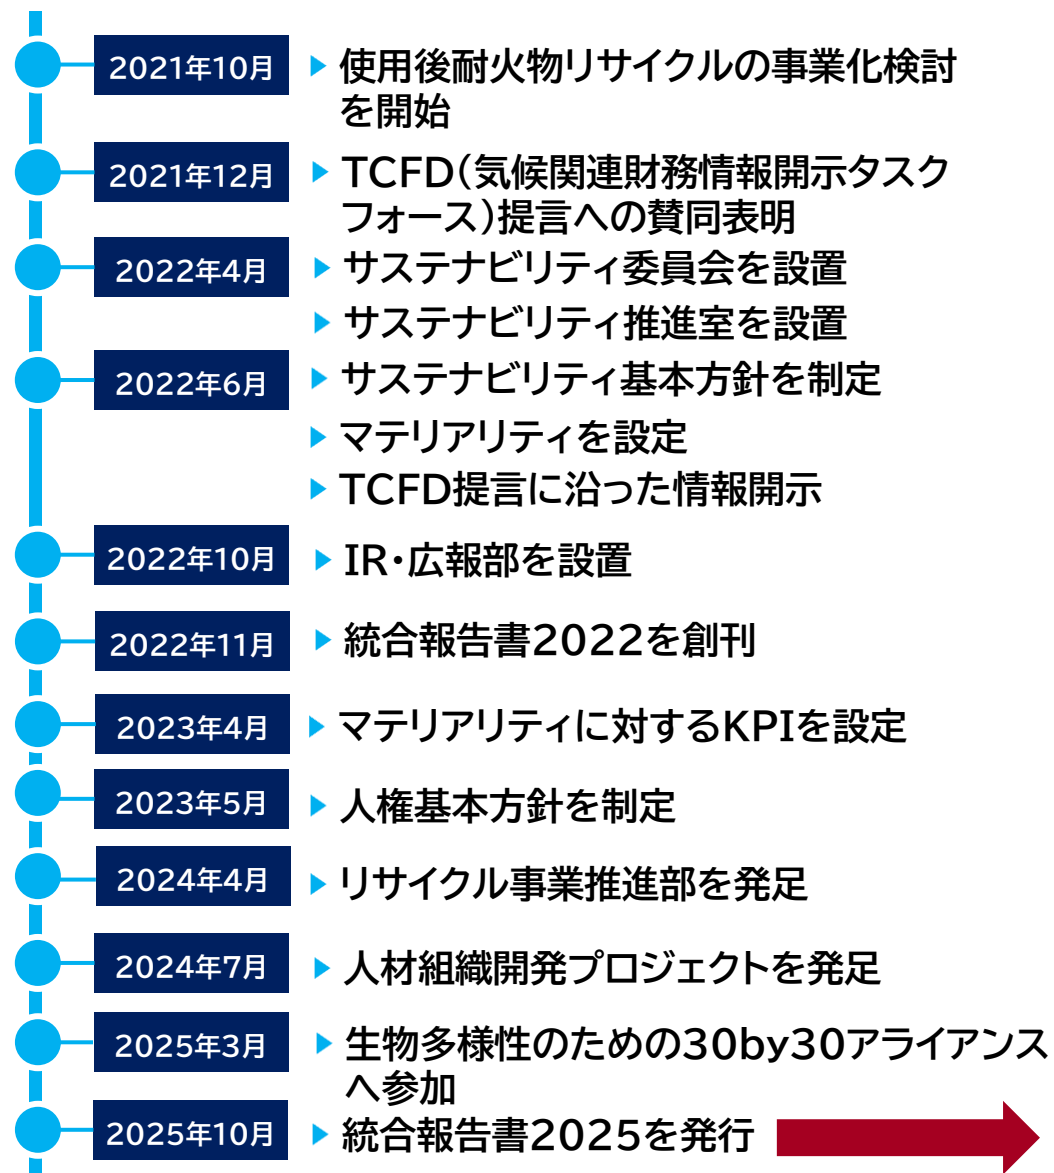 2021年10月 使用後耐火物リサイクルの事業化検討
を開始
2021年12月 TCFD(気候関連財務情報開示タスク
フォース)提言への賛同表明
2022年4月 サステナビリティ委員会を設置
サステナビリティ推進室を設置
2022年6月 サステナビリティ基本方針を制定
マテリアリティを設定
TCFD提言に沿った情報開示
2022年10月 IR・広報部を設置
2022年11月 統合報告書2022を創刊
2023年4月 マテリアリティに対するKPIを設定
2023年5月 人権基本方針を制定
2024年4月 リサイクル事業推進部を発足
2024年7月 人材組織開発プロジェクトを発足
2025年3月 生物多様性のための30by30アライアンス
へ参加
2025年10月 統合報告書2025を発行